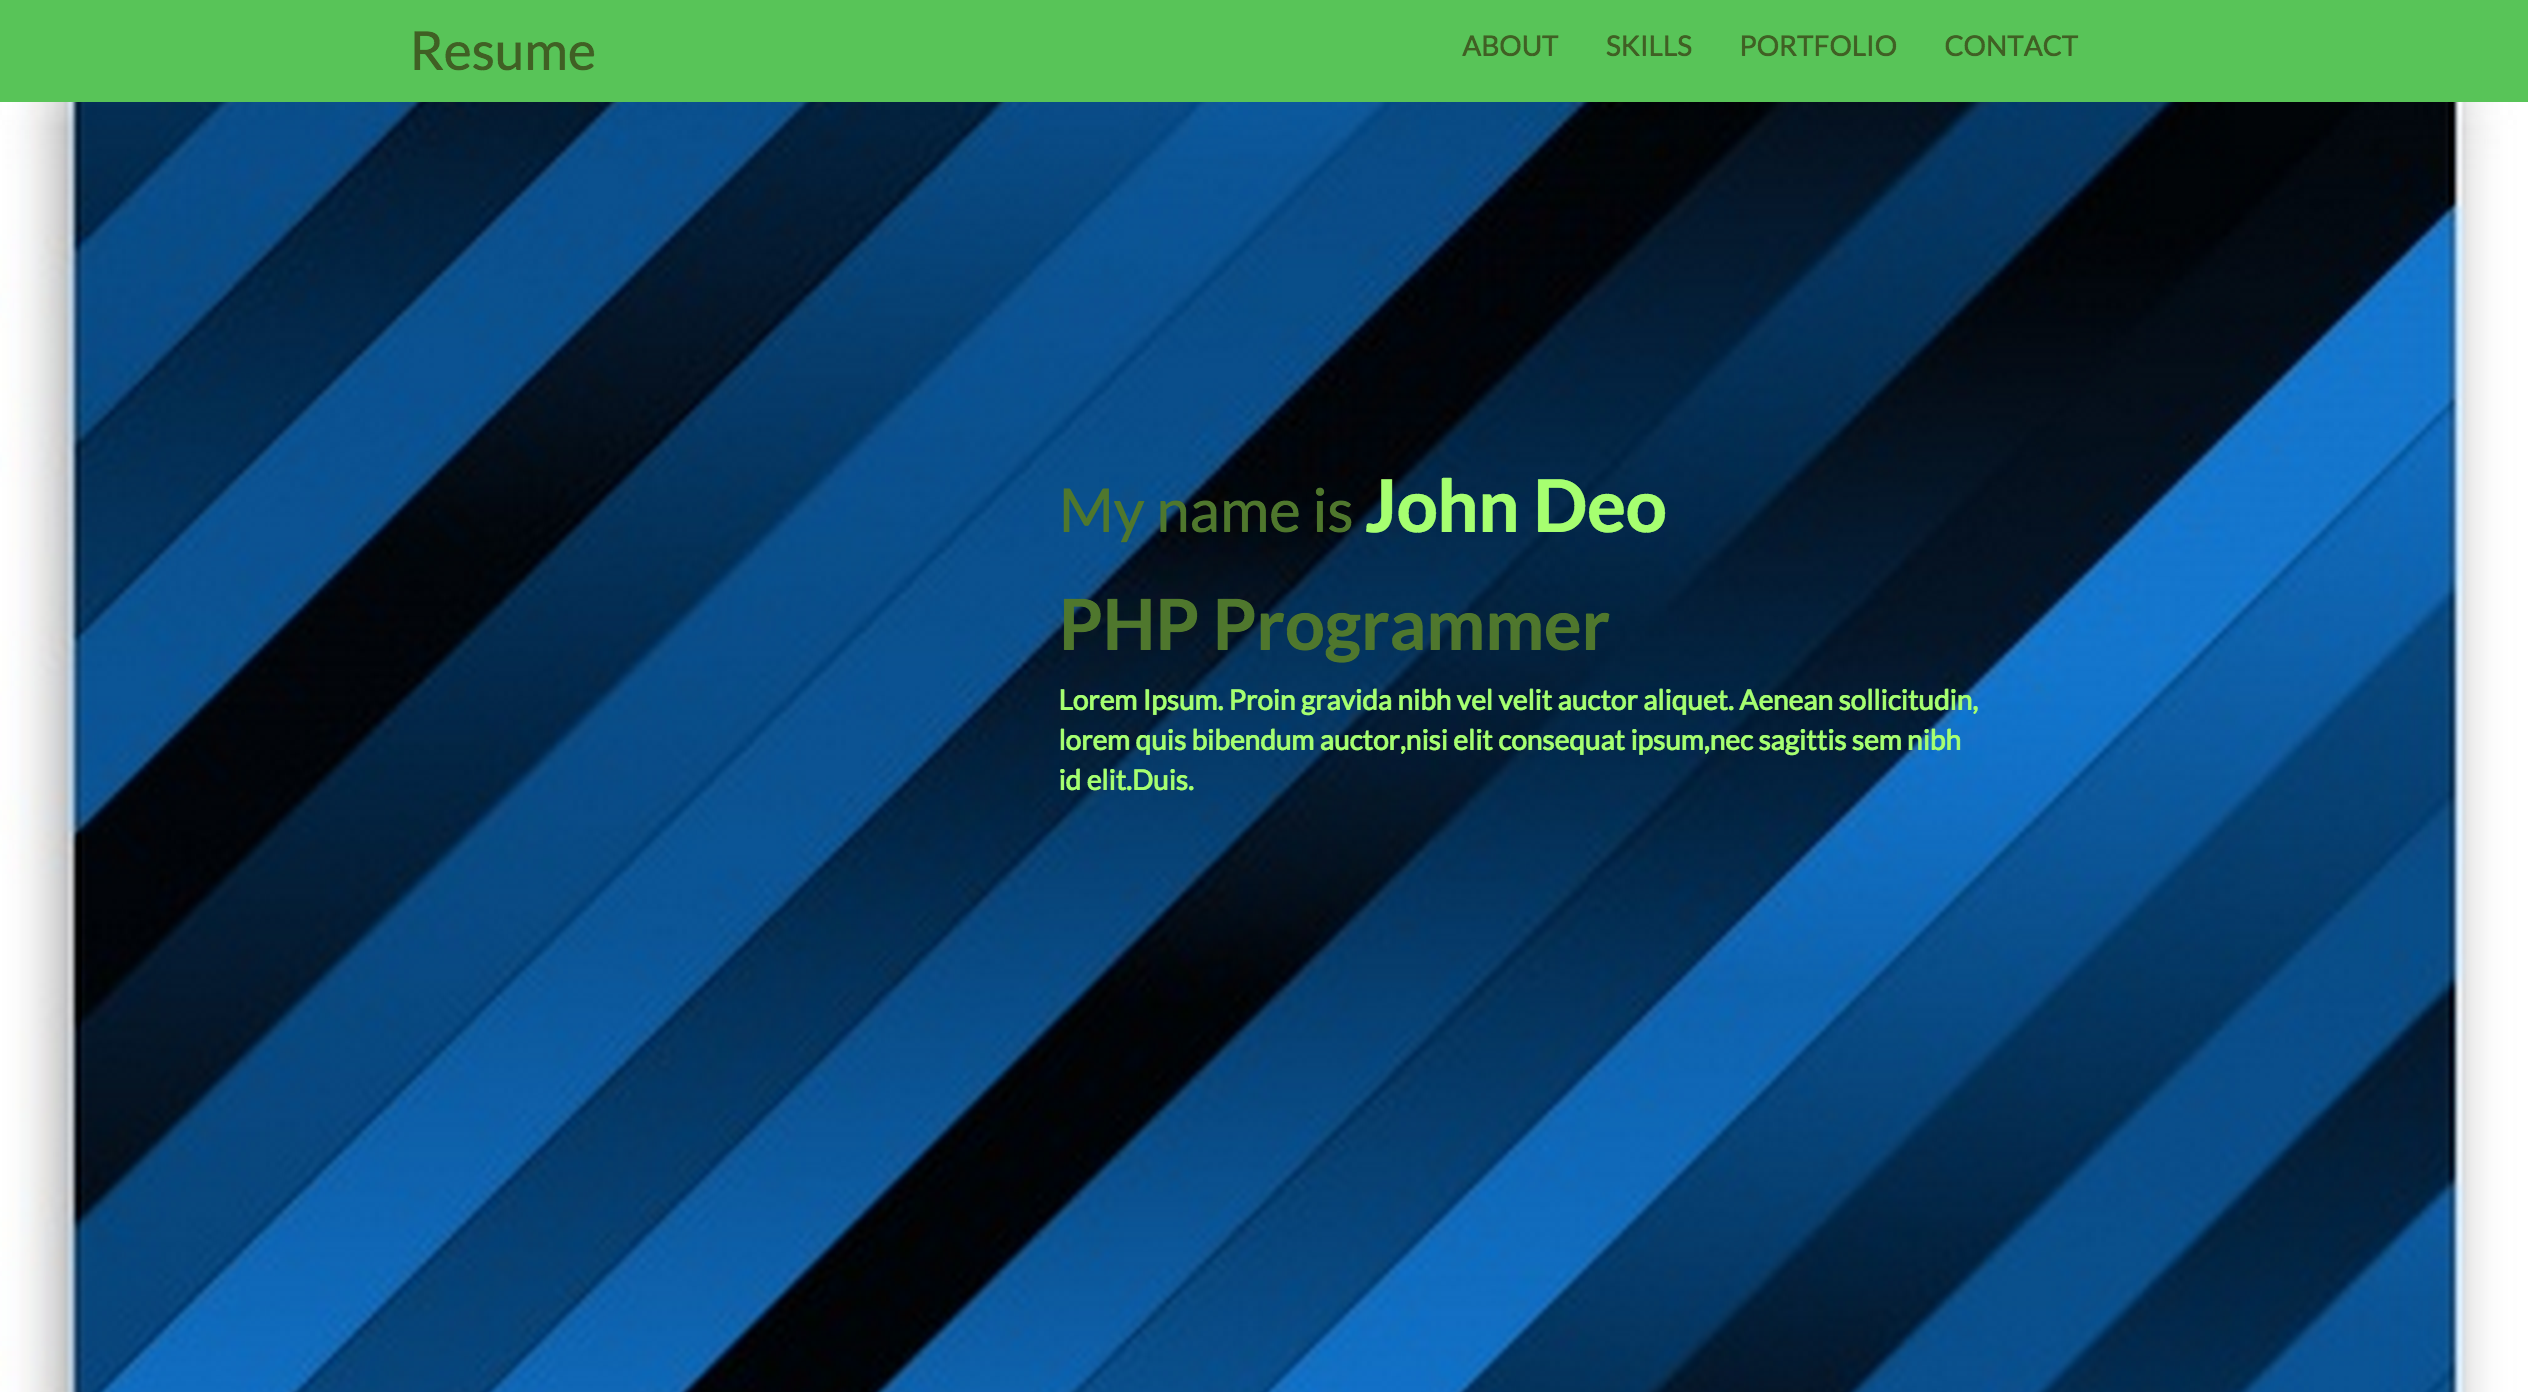 Resume
ABOUT SKILLS PORTFOLIO CONTACT
My name is John Deo
PHP Programmer
Lorem Ipsum. Proin gravida nibh vel velit auctor aliquet. Aenean sollicitudin,
lorem quis bibendum auctor,nisi elit consequat ipsum,nec sagittis sem nibh
id elit.Duis.